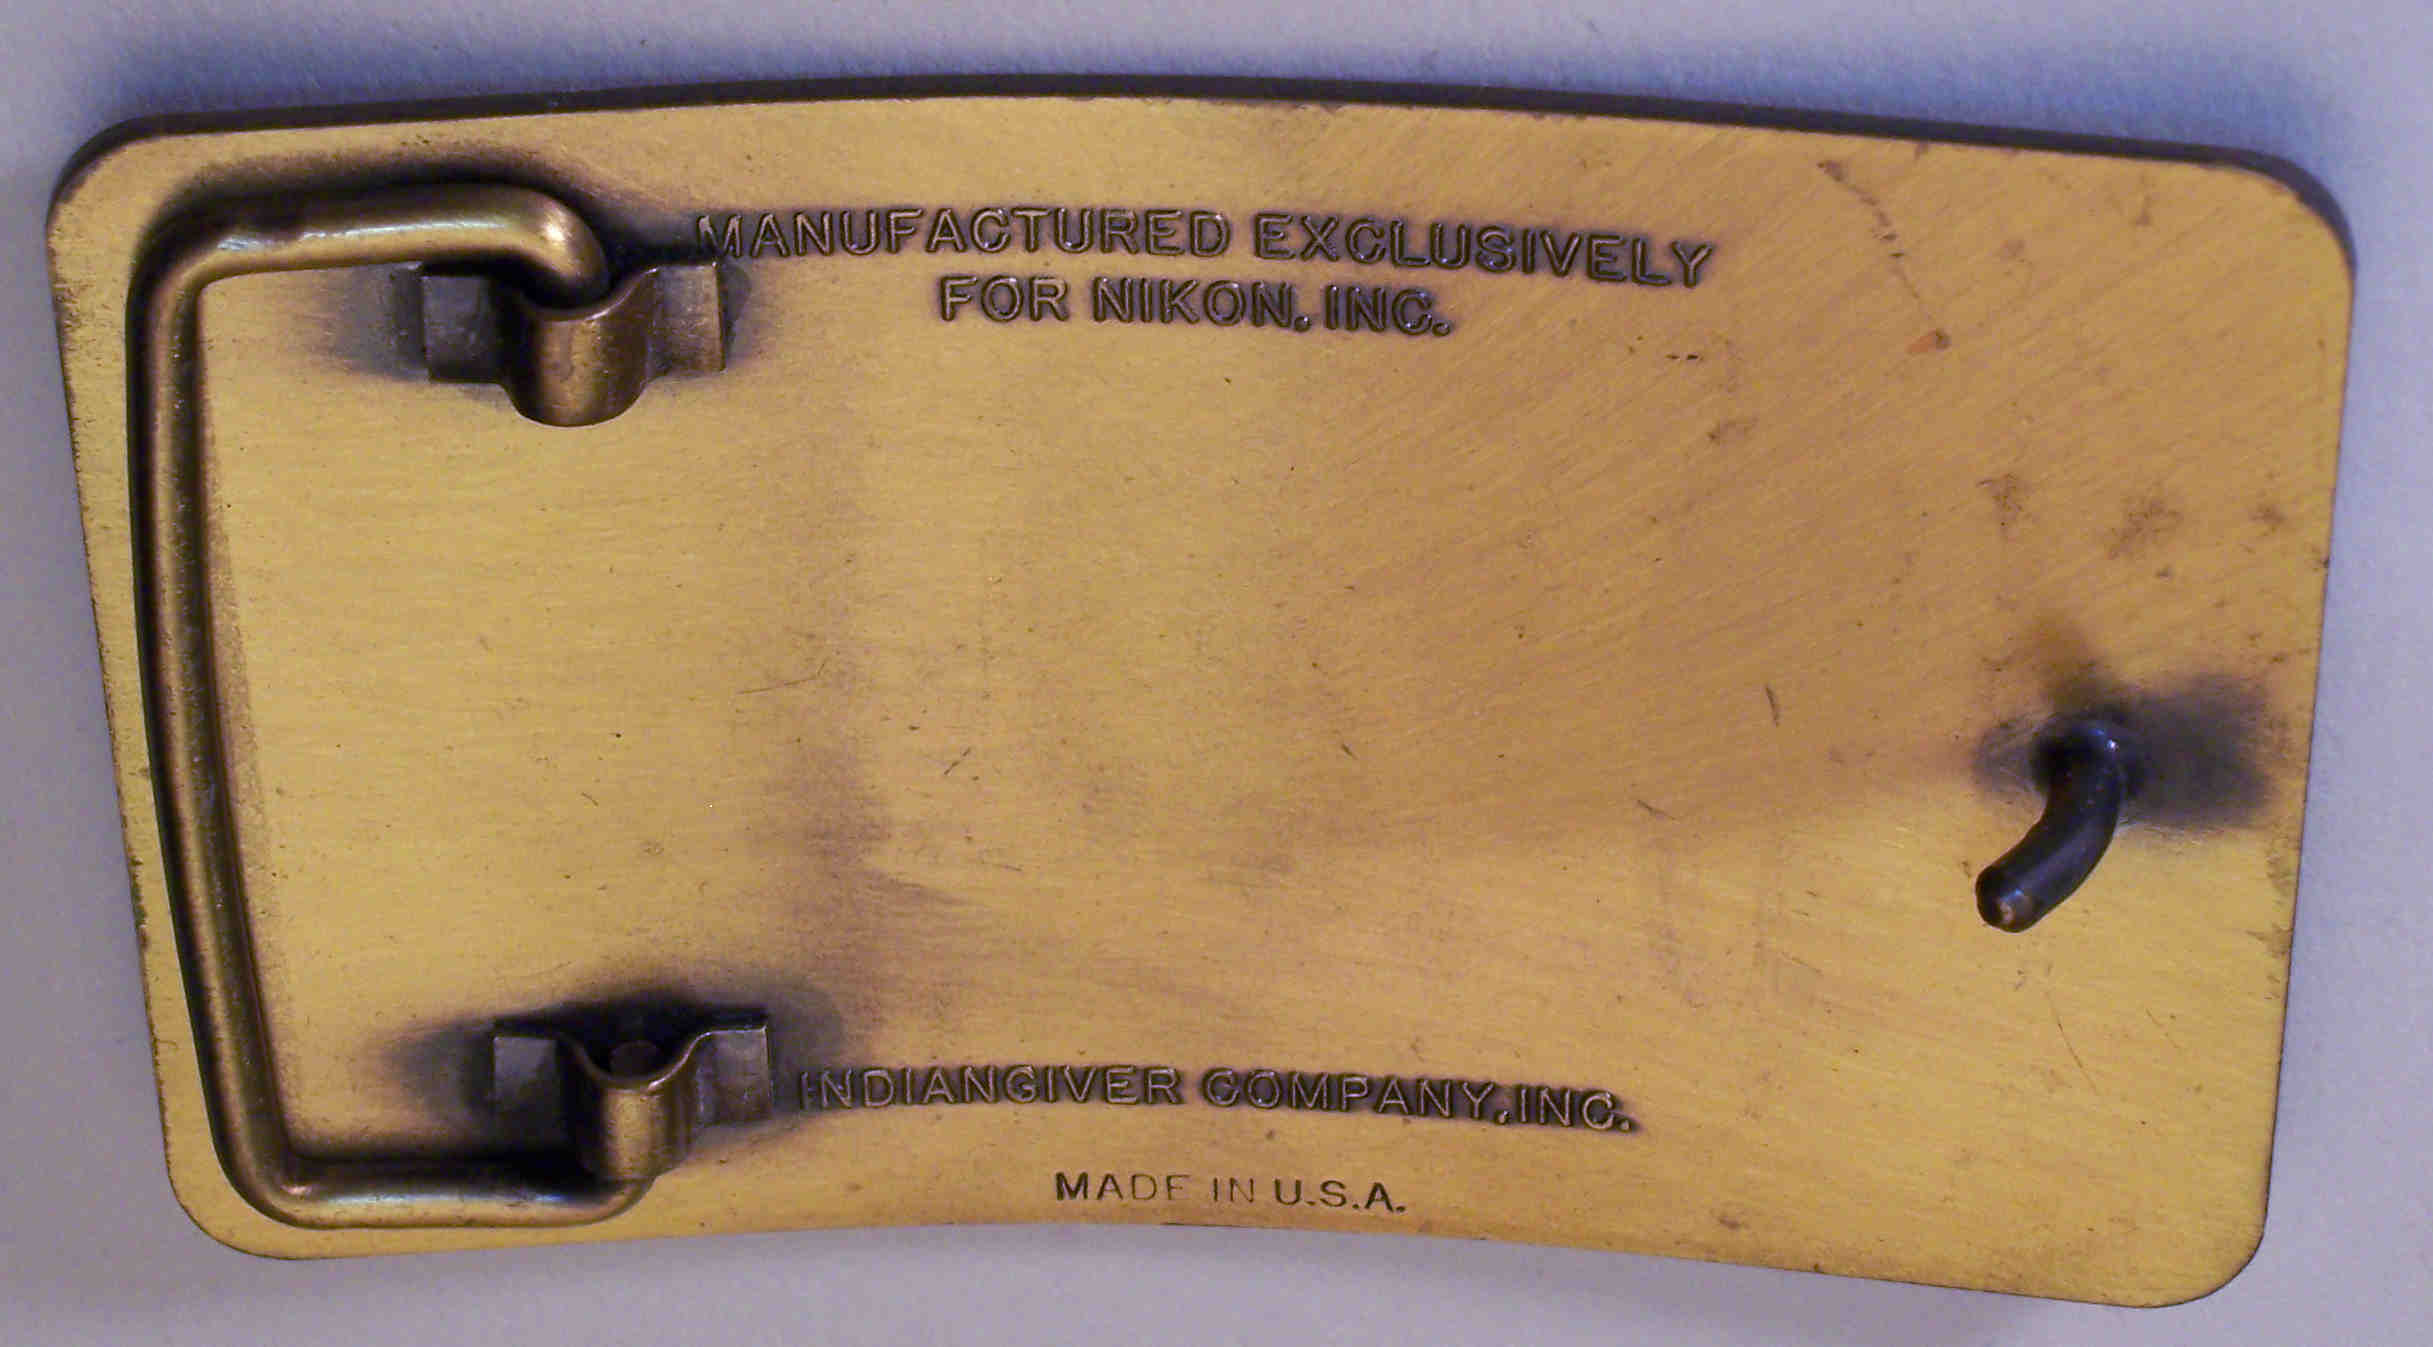 MANUFACTURED EXCLUSIVELY
FOR NIKON, INC.
INDIANGIVER COMPANY, INC.
MADE IN U.S.A.